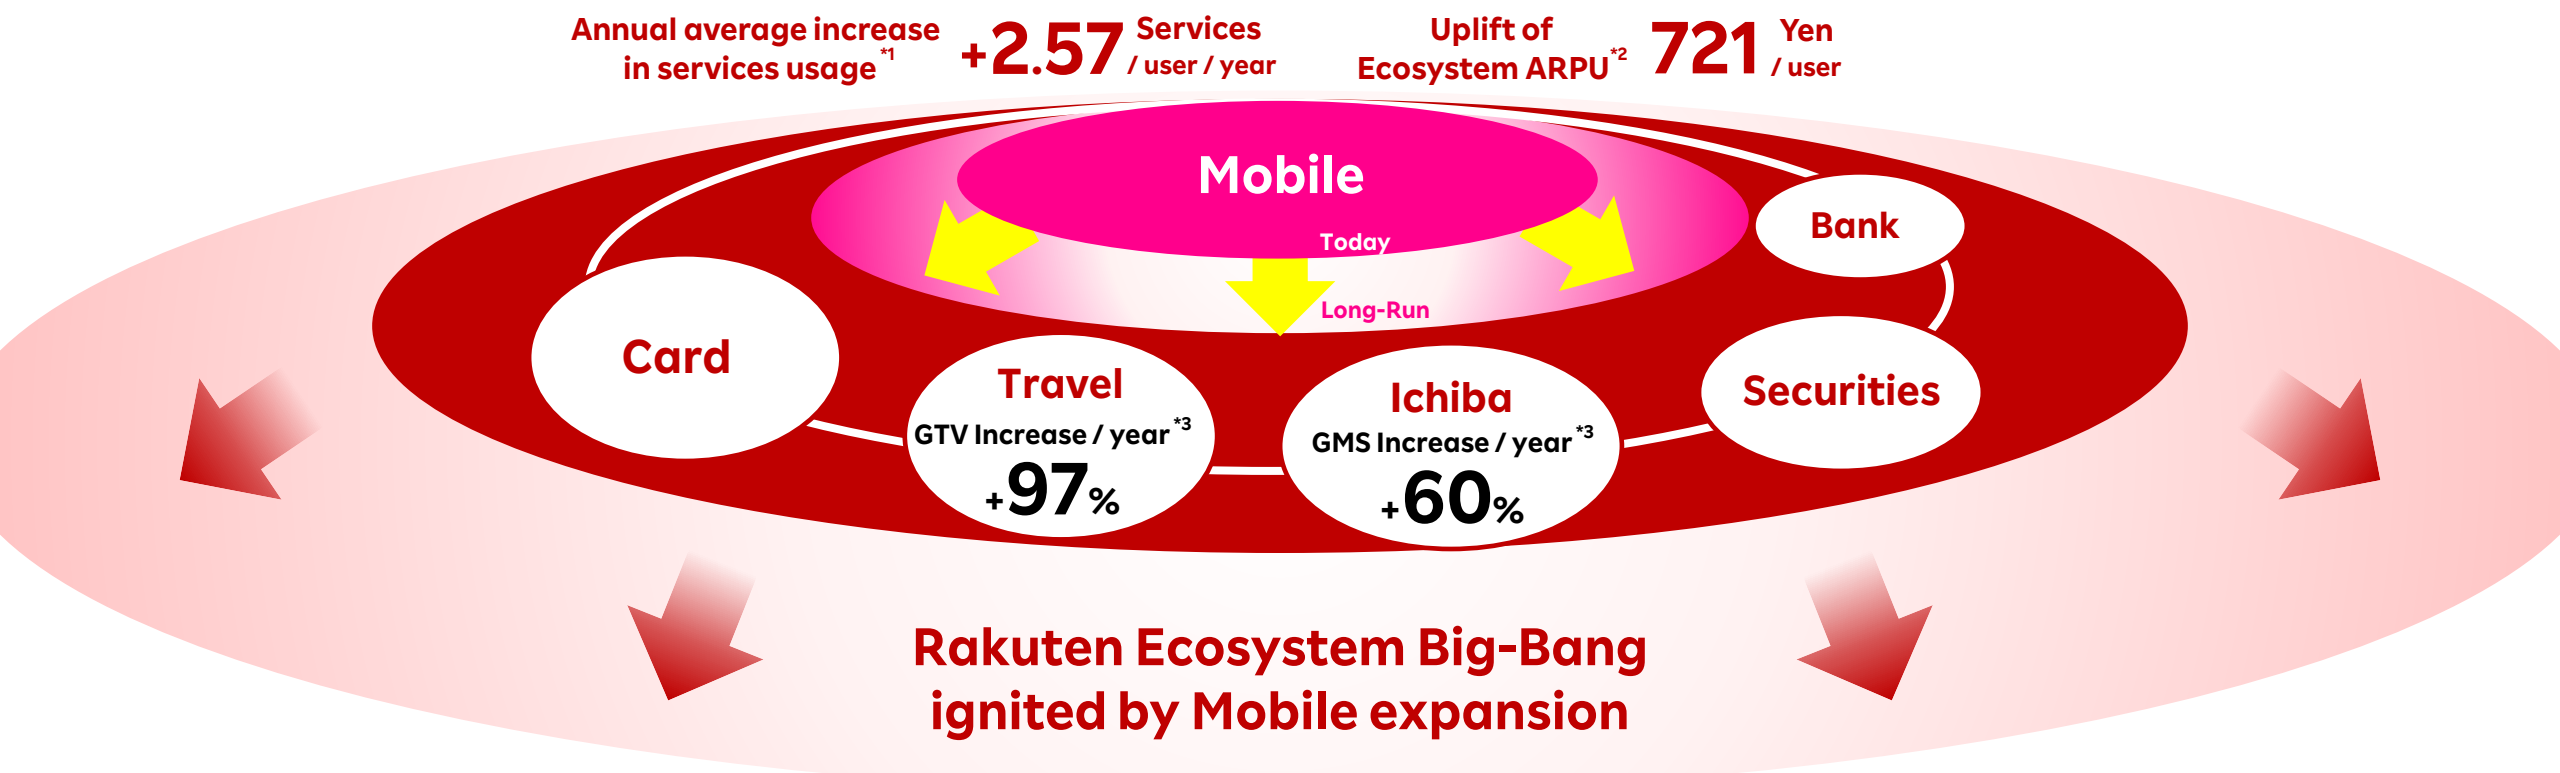 Annual average increase
in services usage *1
+2.57 Services
/ user / year
Uplift of
Ecosystem ARPU *2
721 Yen
/ user
Mobile
Today
Long-Run
Bank
Card
Securities
Travel
GTV Increase / year *3
+97%
Ichiba
GMS Increase / year *3
+60%
Rakuten Ecosystem Big-Bang
ignited by Mobile expansion